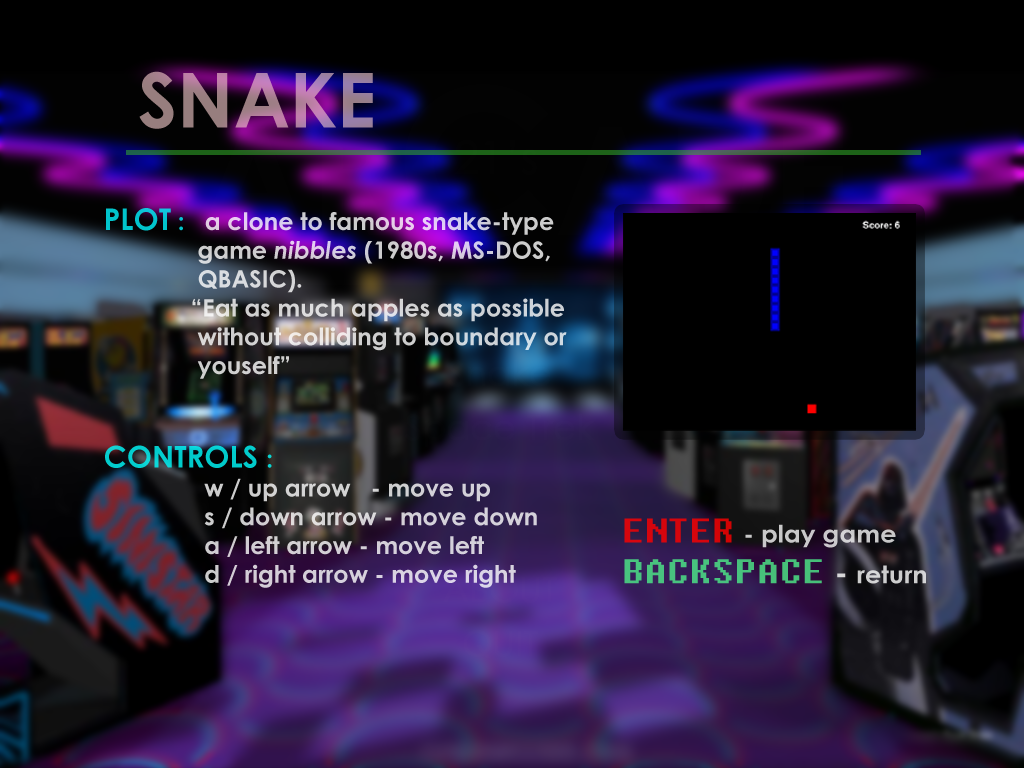 SNAKE
PLOT : a clone to famous snake-type
game nibbles (1980s, MS-DOS,
QBASIC).
“Eat as much apples as possible
without colliding to boundary or
youself”
Score: 6
CONTROLS :
w / up arrow - move up
s / down arrow - move down
a / left arrow - move left
d / right arrow - move right
ENTER - play game
BACKSPACE - return